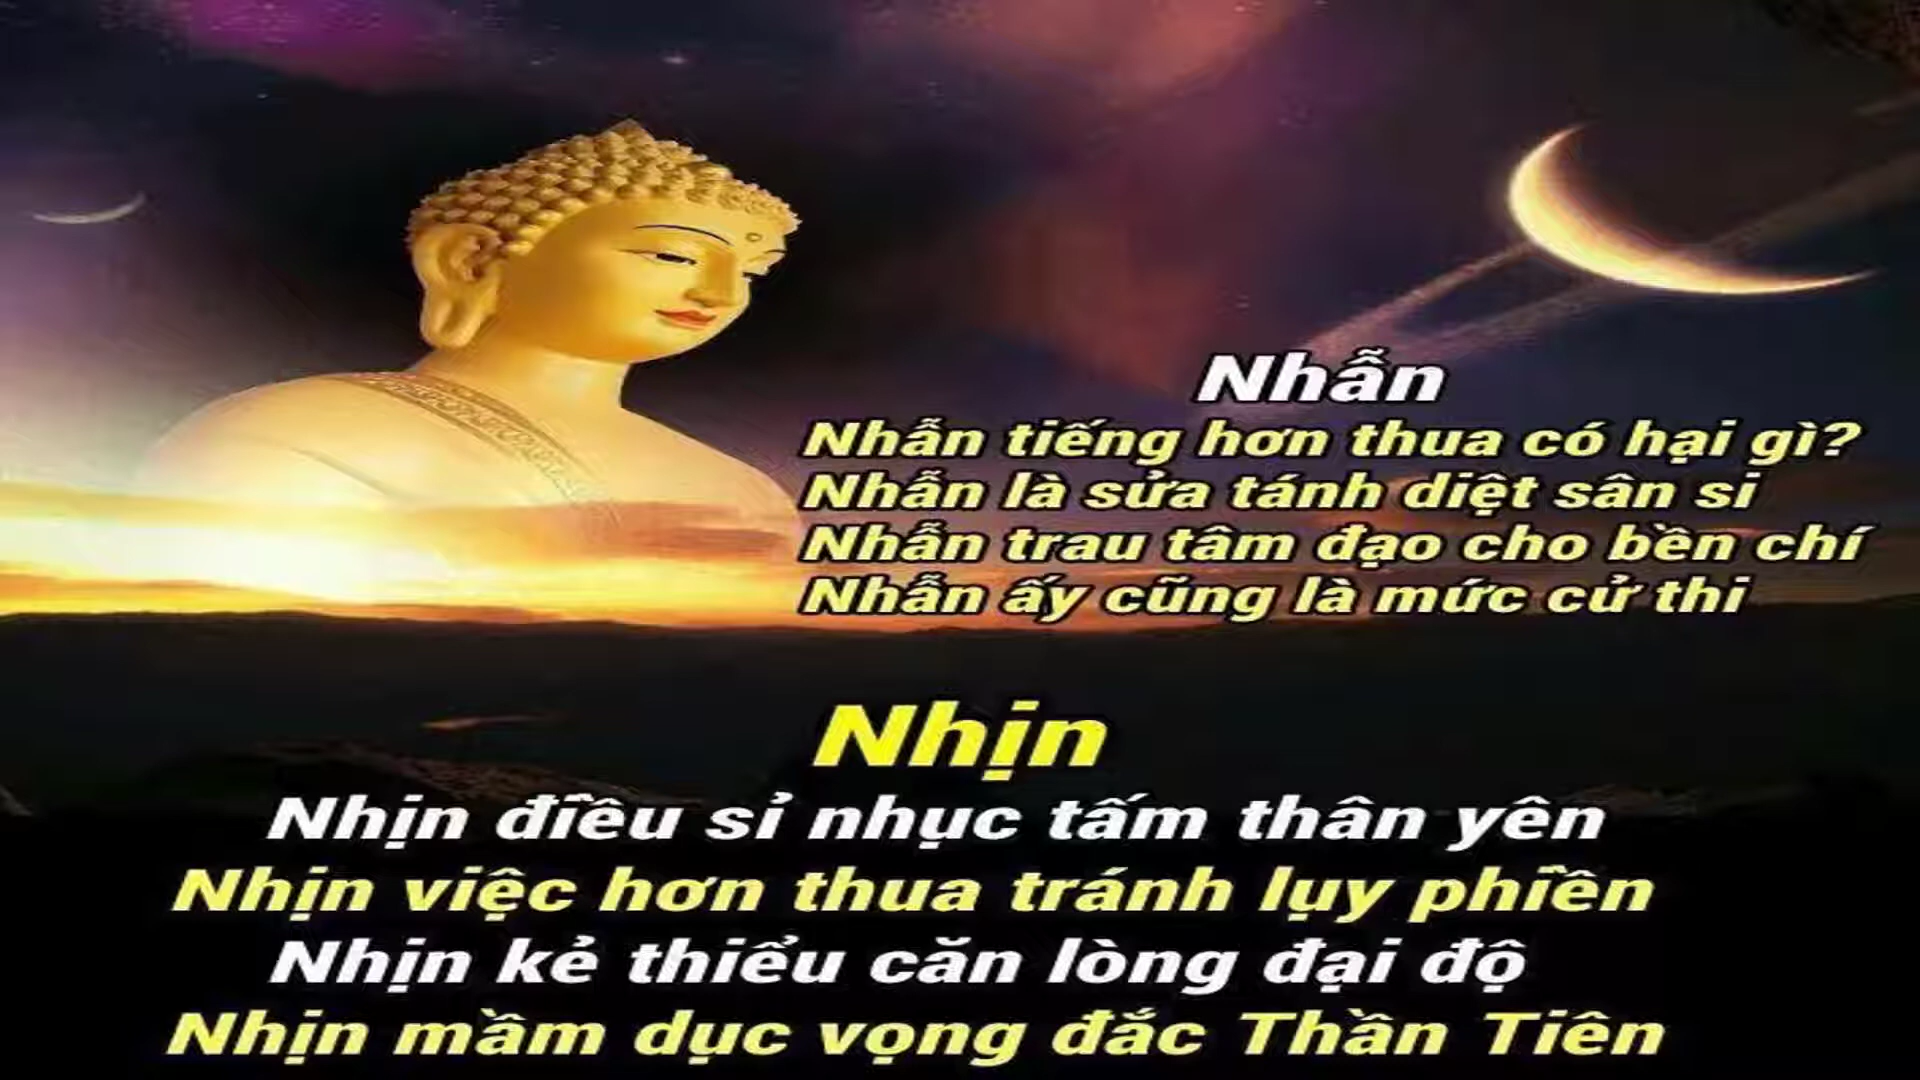 Nhẫn
Nhẫn tiếng hơn thua có hại gì?
Nhẫn là sửa tánh diệt sân si
Nhẫn trau tâm đạo cho bền chí
Nhẫn ấy cũng là mức cử thi
Nhịn
Nhịn điều sỉ nhục tấm thân yên
Nhịn việc hơn thua tránh lụy phiền
Nhịn kẻ thiểu căn lòng đại độ
Nhịn mầm dục vọng đắc Thần Tiên